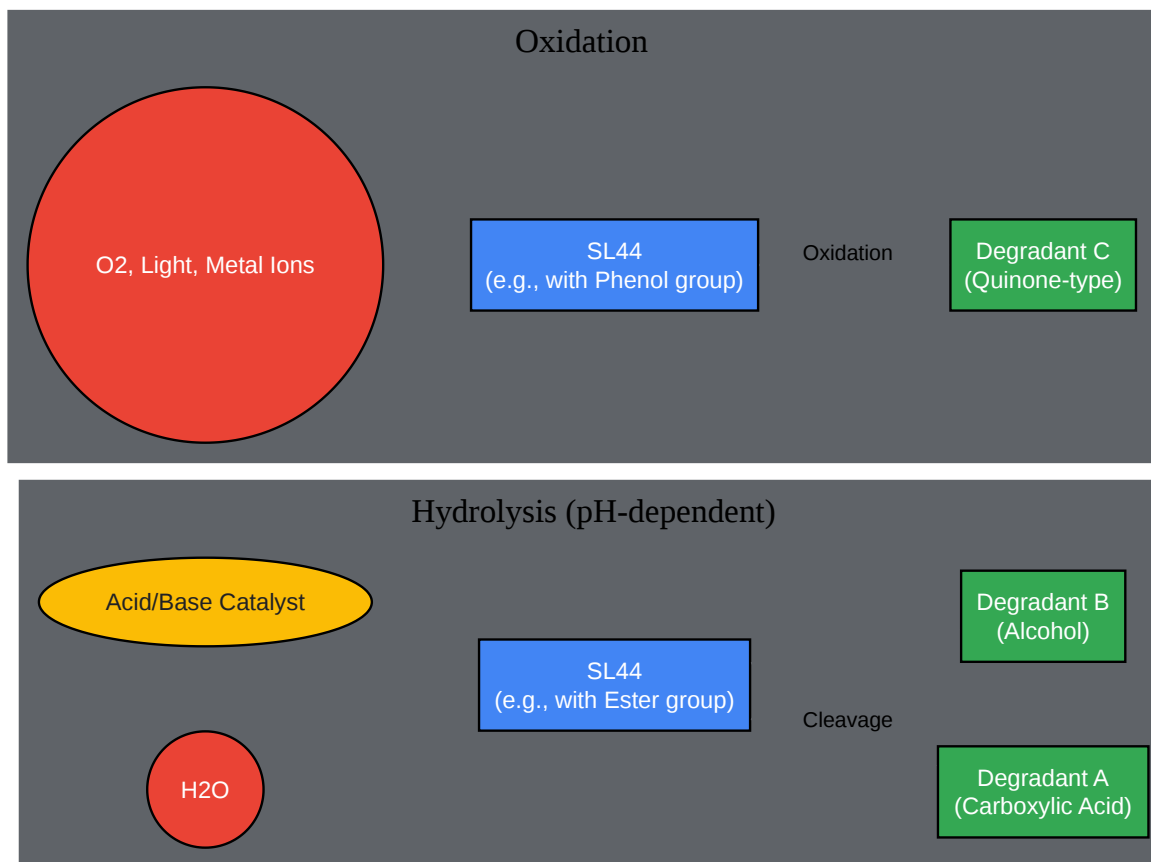 Oxidation
O2, Light, Metal Ions
SL44
(e.g., with Phenol group)
Oxidation
Degradant C
(Quinone-type)
Hydrolysis (pH-dependent)
Acid/Base Catalyst
H2O
SL44
(e.g., with Ester group)
Cleavage
Degradant B
(Alcohol)
Degradant A
(Carboxylic Acid)